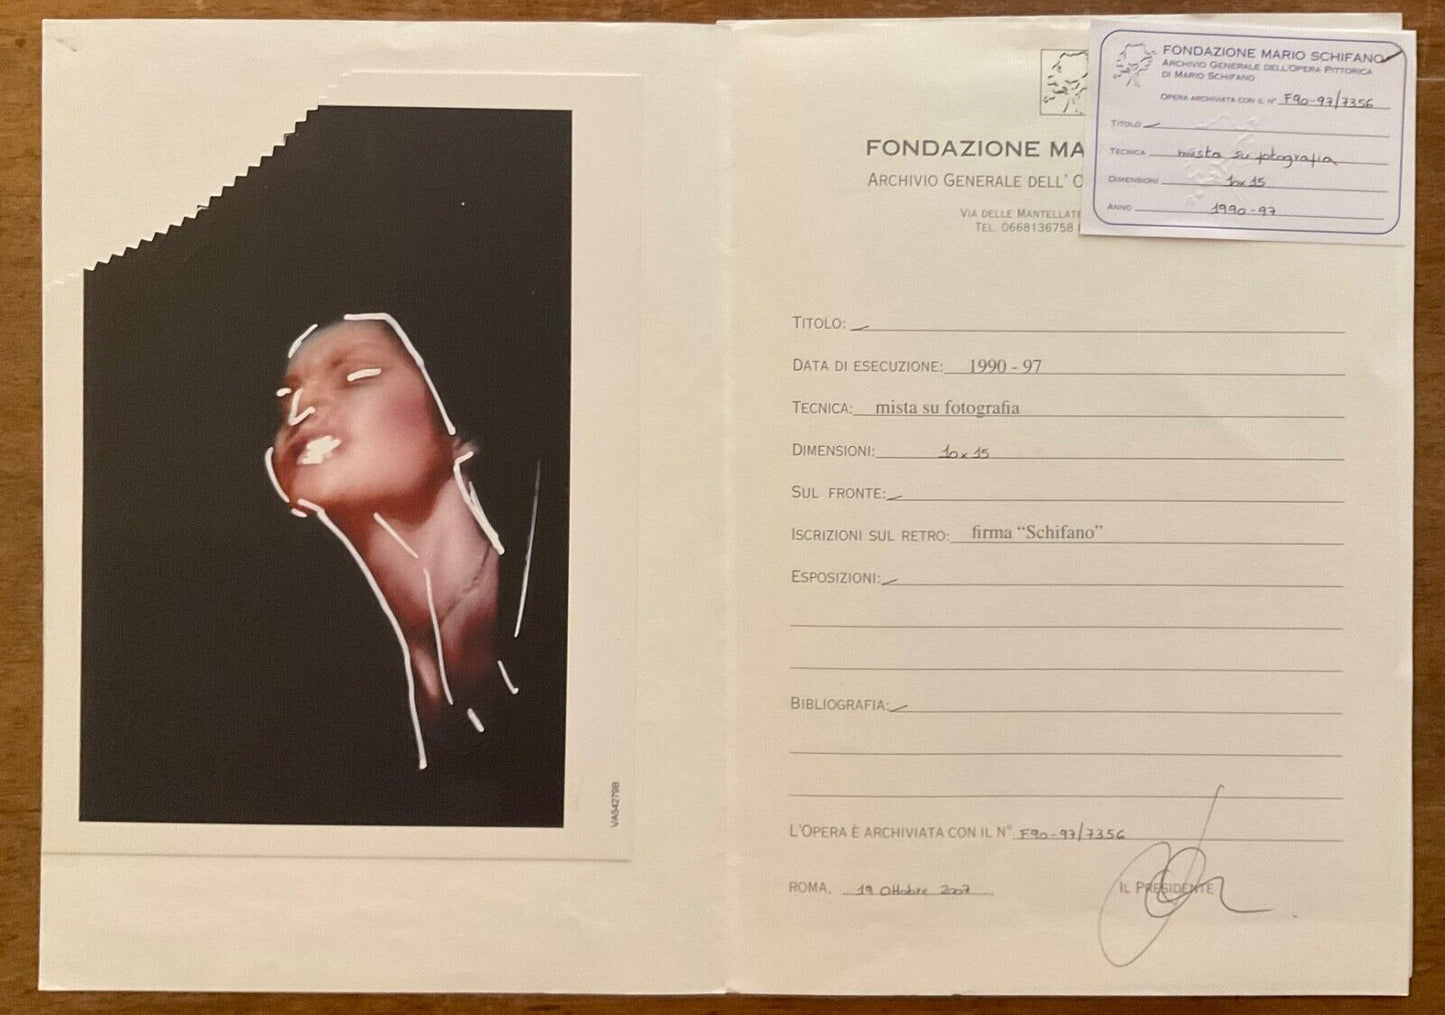 FONDAZIONE MA
ARCHIVIO GENERALE DELL'
VIA DELLE MANTELLATE
TEL. 0668136758
FONDAZIONE MARIO SCHIFANO
ARCHIVIO GENERALE DELL'OPERA PITTORICA
DI MARIO SCHIFANO
OPERA ARCHIVIATA CON IL N° F90-97/7356
TITOLO
TECNICA mista su fotografia
DIMENSIONI 10x15
ANNO 1990-97
TITOLO:
DATA DI ESECUZIONE: 1990 - 97
TECNICA: mista su fotografia
DIMENSIONI: 10x15
SUL FRONTE:
ISCRIZIONI SUL RETRO: firma “Schifano”
ESPOSIZIONI:
BIBLIOGRAFIA:
L'OPERA È ARCHIVIATA CON IL N° F90-97/7356
ROMA, 19 Ottobre 2007
IL PRESIDENTE
VA542798